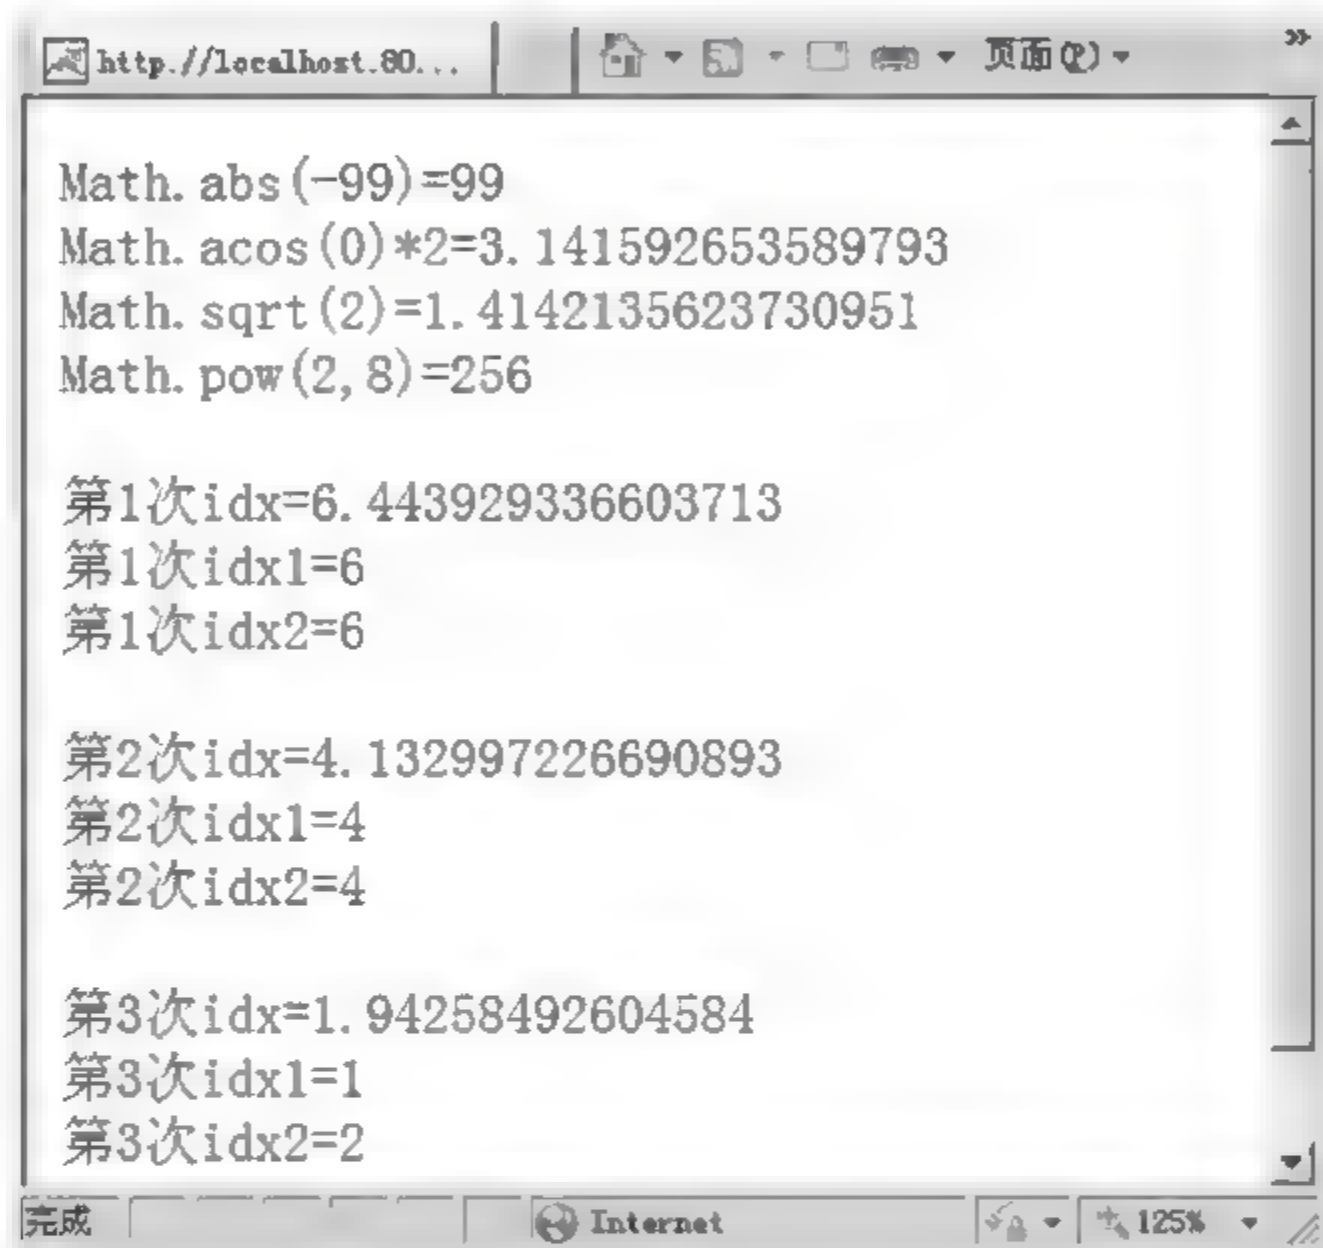 http://localhost:80...
页面(P)
Math.abs(-99)=99
Math.acos(0)*2=3.141592653589793
Math.sqrt(2)=1.4142135623730951
Math.pow(2,8)=256
第1次idx=6.443929336603713
第1次idx1=6
第1次idx2=6
第2次idx=4.132997226690893
第2次idx1=4
第2次idx2=4
第3次idx=1.94258492604584
第3次idx1=1
第3次idx2=2
完成
Internet
125%